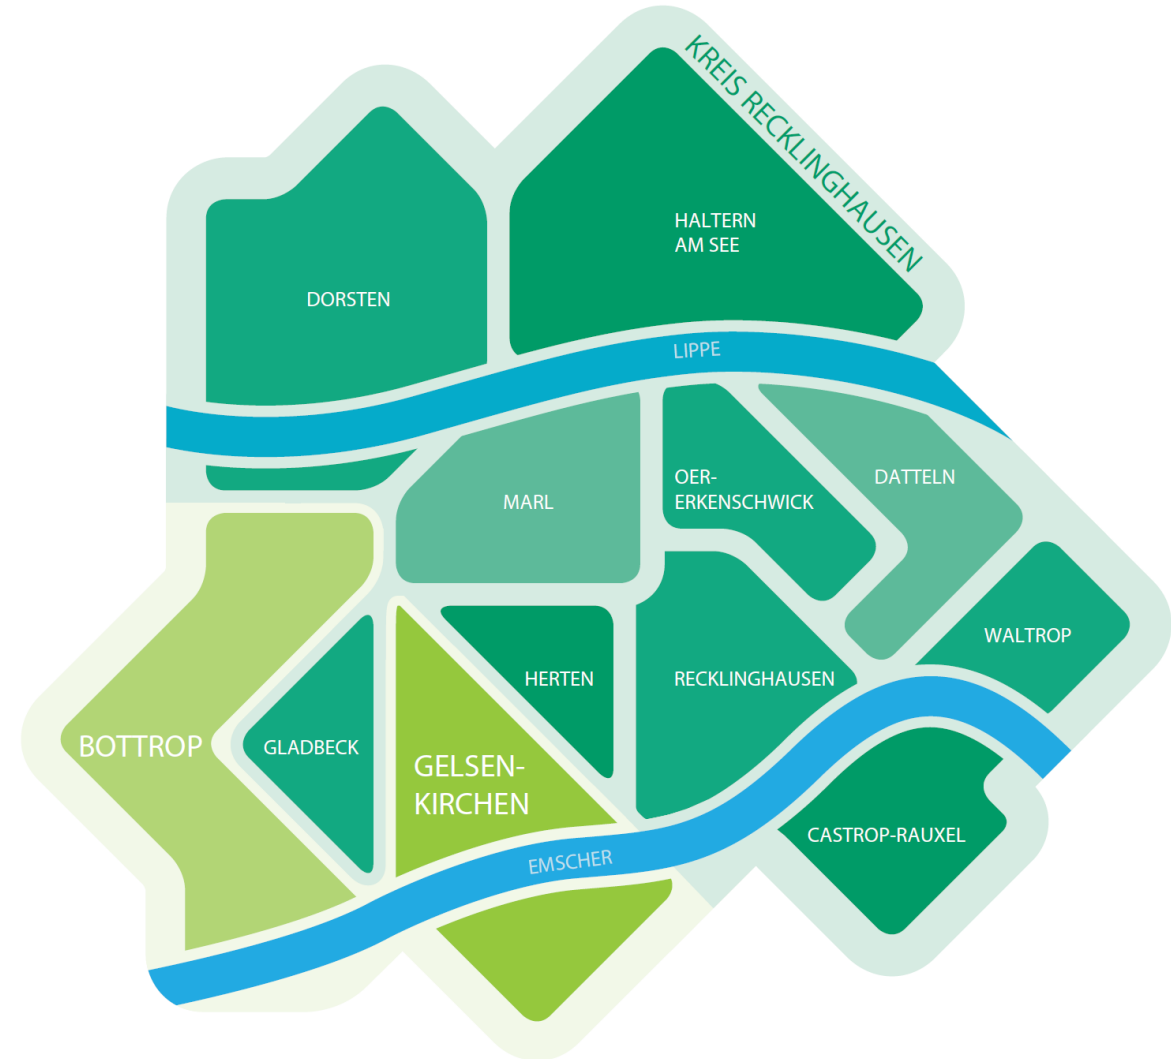 KREIS RECKLINGHAUSEN
HALTERN
AM SEE
DORSTEN
LIPPE
MARL
OER-
ERKENSCHWICK
DATTELN
WALTROP
HERTEN
RECKLINGHAUSEN
BOTTROP
GLADBECK
GELSEN-
KIRCHEN
CASTROP-RAUXEL
EMSCHER